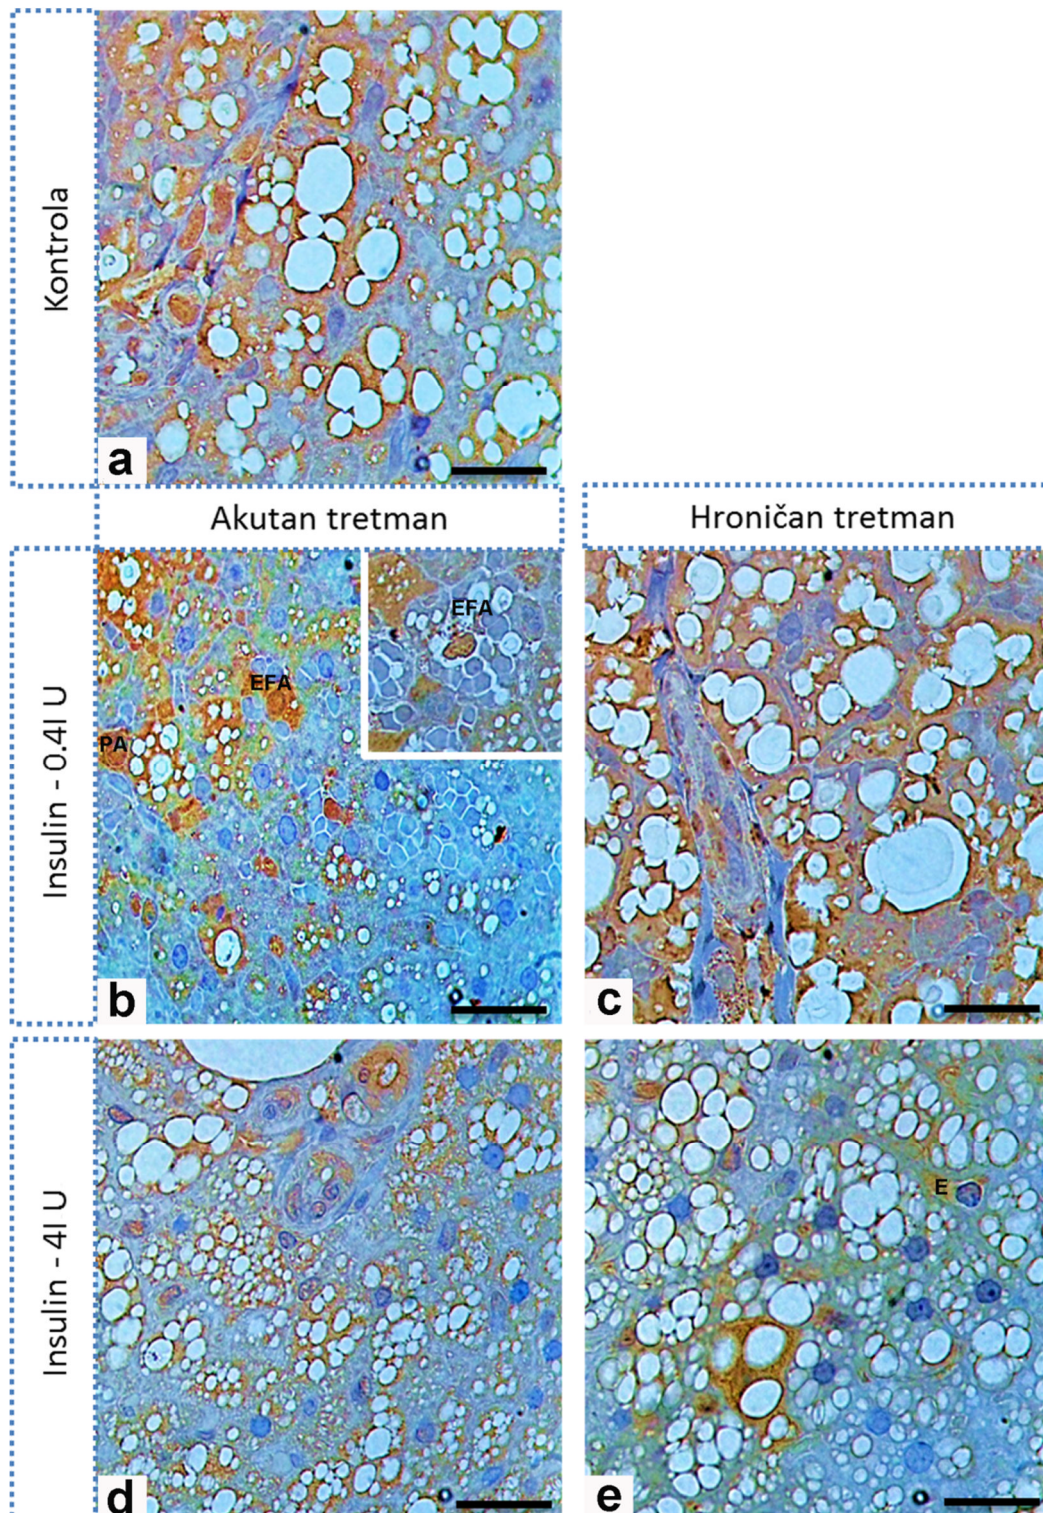 Kontrola
a
Akutan tretman
Hroničan tretman
Insulin - 0.4I U
EFA
PA
EFA
b
c
Insulin - 4I U
E
d
e